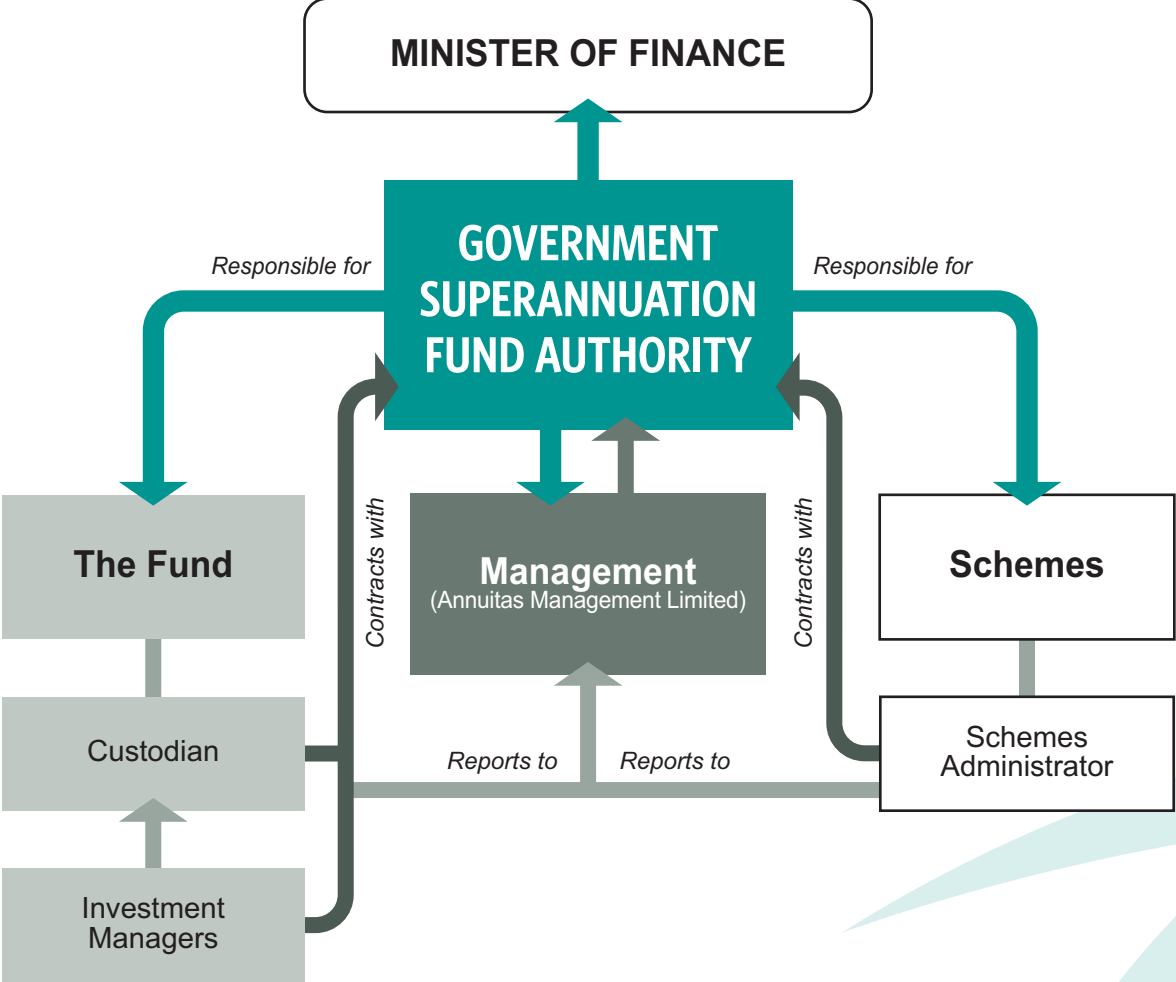 MINISTER OF FINANCE
GOVERNMENT
SUPERANNUATION
FUND AUTHORITY
Responsible for
Responsible for
The Fund
Contracts with
Management
(Annuitas Management Limited)
Contracts with
Schemes
Custodian
Reports to
Reports to
Schemes
Administrator
Investment
Managers